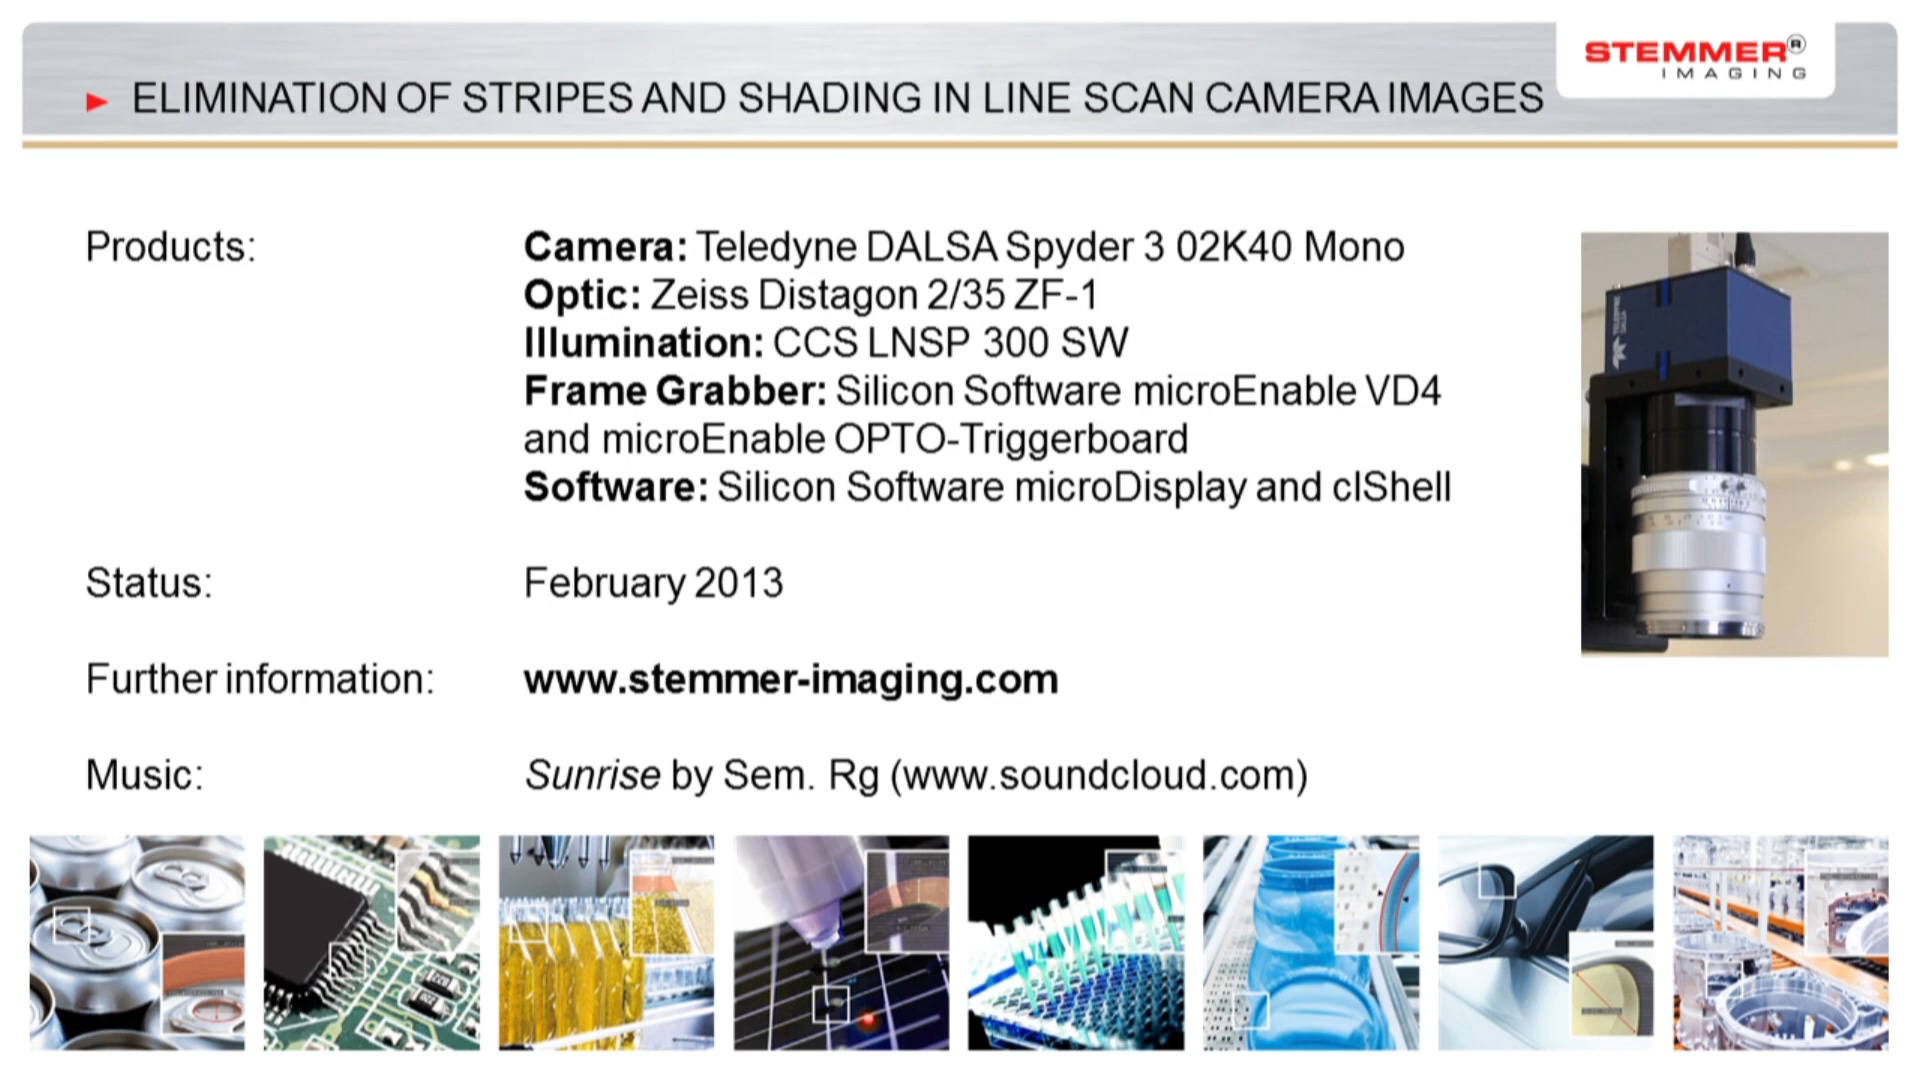 STEMMER®
IMAGING
► ELIMINATION OF STRIPES AND SHADING IN LINE SCAN CAMERA IMAGES
Products:
Camera: Teledyne DALSA Spyder 3 02K40 Mono
Optic: Zeiss Distagon 2/35 ZF-1
Illumination: CCS LNSP 300 SW
Frame Grabber: Silicon Software microEnable VD4
and microEnable OPTO-Triggerboard
Software: Silicon Software microDisplay and clShell
Status:
February 2013
Further information:
www.stemmer-imaging.com
Music:
Sunrise by Sem. Rg (www.soundcloud.com)
TELEDYNE
DALSA